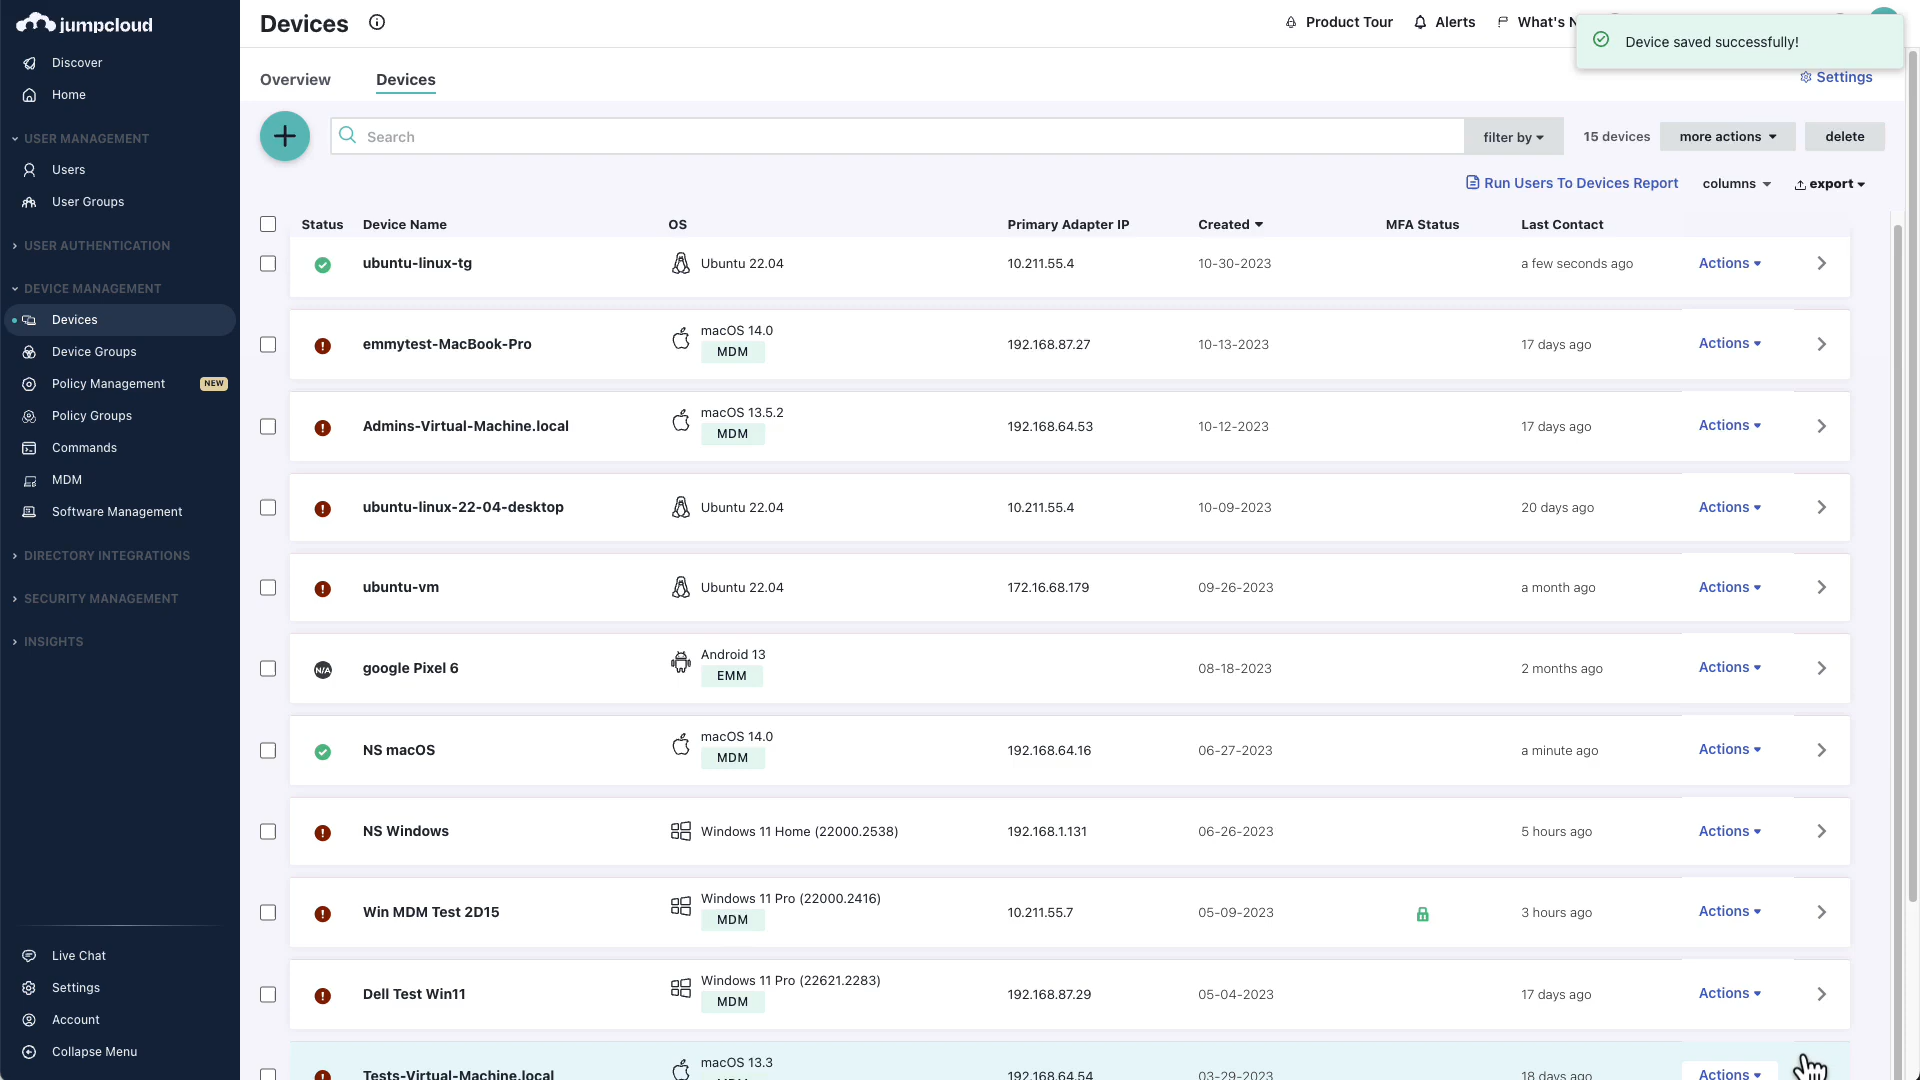 jumpcloud
Discover
Home
USER MANAGEMENT
Users
User Groups
USER AUTHENTICATION
DEVICE MANAGEMENT
Devices
Device Groups
Policy Management NEW
Policy Groups
Commands
MDM
Software Management
DIRECTORY INTEGRATIONS
SECURITY MANAGEMENT
INSIGHTS
Live Chat
Settings
Account
Collapse Menu
Devices
Product Tour Alerts What's N
Device saved successfully!
Overview Devices
Settings
Search filter by 15 devices more actions delete
Run Users To Devices Report columns export
Status Device Name OS Primary Adapter IP Created MFA Status Last Contact
ubuntu-linux-tg Ubuntu 22.04 10.211.55.4 10-30-2023 a few seconds ago Actions
macOS 14.0
emmytest-MacBook-Pro 192.168.87.27 10-13-2023 17 days ago Actions
MDM
macOS 13.5.2
Admins-Virtual-Machine.local 192.168.64.53 10-12-2023 17 days ago Actions
MDM
ubuntu-linux-22-04-desktop Ubuntu 22.04 10.211.55.4 10-09-2023 20 days ago Actions
ubuntu-vm Ubuntu 22.04 172.16.68.179 09-26-2023 a month ago Actions
Android 13
N/A google Pixel 6 08-18-2023 2 months ago Actions
EMM
macOS 14.0
NS macOS 192.168.64.16 06-27-2023 a minute ago Actions
MDM
NS Windows Windows 11 Home (22000.2538) 192.168.1.131 06-26-2023 5 hours ago Actions
Windows 11 Pro (22000.2416)
Win MDM Test 2D15 10.211.55.7 05-09-2023 3 hours ago Actions
MDM
Windows 11 Pro (22621.2283)
Dell Test Win11 192.168.87.29 05-04-2023 17 days ago Actions
MDM
macOS 13.3
Tests-Virtual-Machine.local 192.168.64.54 03-29-2023 18 days ago Actions
MDM